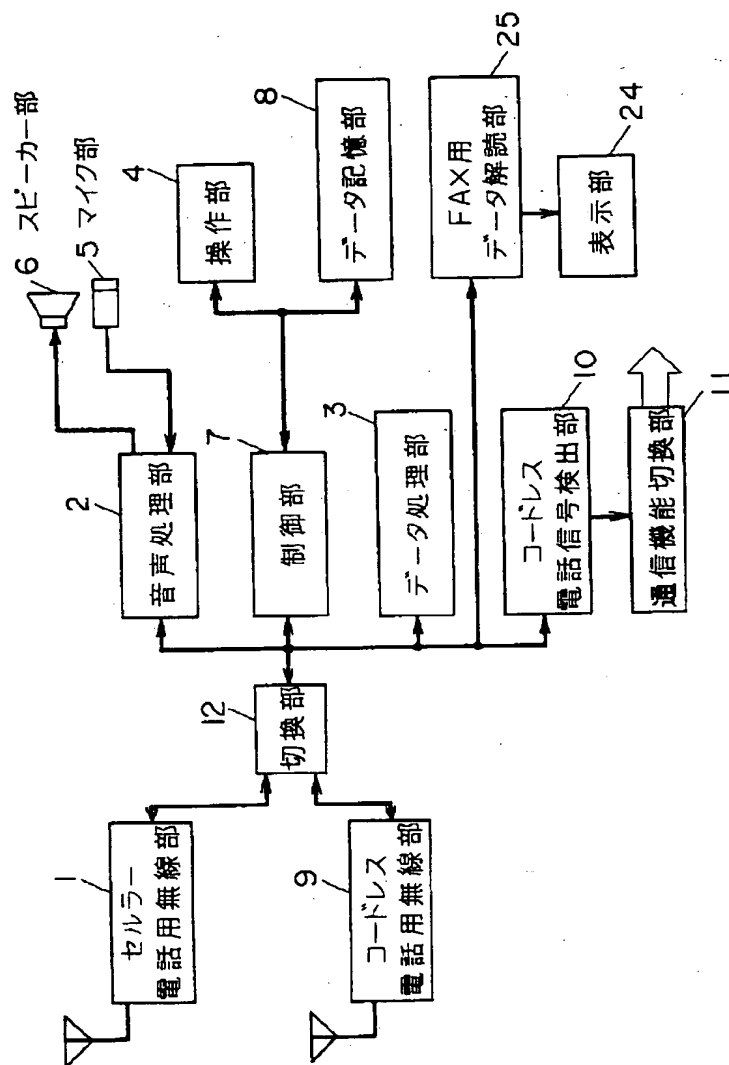 1
セルラー
電話用無線部
9
コードレス
電話用無線部
12
切換部
2
音声処理部
7
制御部
3
データ処理部
10
コードレス
電話信号検出部
11
通信機能切換部
6 スピーカー部
5 マイク部
4
操作部
8
データ記憶部
25
FAX用
データ解読部
24
表示部